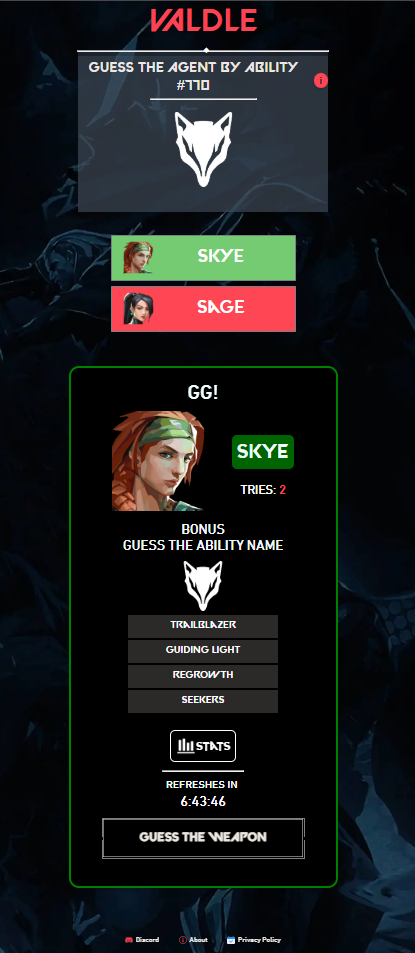 VALDLE
GUESS THE AGENT BY ABILITY
#770
i
SKYE
SAGE
GG!
SKYE
TRIES: 2
BONUS
GUESS THE ABILITY NAME
TRAILBLAZER
GUIDING LIGHT
REGROWTH
SEEKERS
STATS
REFRESHES IN
6:43:46
GUESS THE WEAPON
Discord About Privacy Policy